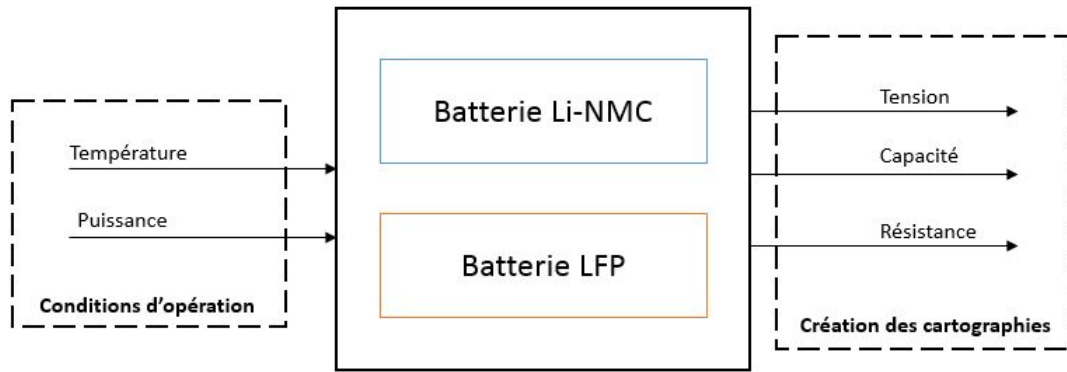 Température
Puissance
Conditions d’opération
Batterie Li-NMC
Batterie LFP
Tension
Capacité
Résistance
Création des cartographies